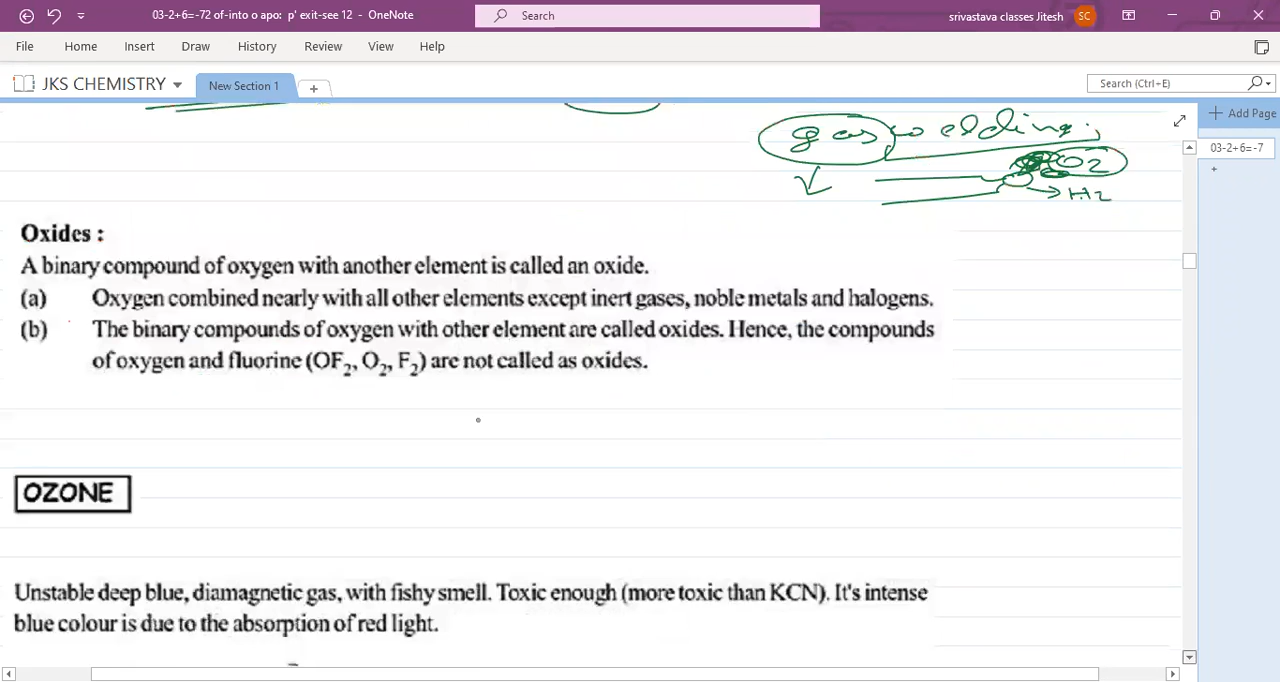 03-2+6=-72 of-into o apo: p' exit-see 12 - OneNote
Search
srivastava classes Jitesh
SC
File Home Insert Draw History Review View Help
JKS CHEMISTRY
New Section 1
+
Search (Ctrl+E)
Add Page
03-2+6=-7
gas welding;
O2
H2
Oxides :
A binary compound of oxygen with another element is called an oxide.
(a) Oxygen combined nearly with all other elements except inert gases, noble metals and halogens.
(b) The binary compounds of oxygen with other element are called oxides. Hence, the compounds
of oxygen and fluorine (OF2, O2, F2) are not called as oxides.
OZONE
Unstable deep blue, diamagnetic gas, with fishy smell. Toxic enough (more toxic than KCN). It's intense
blue colour is due to the absorption of red light.